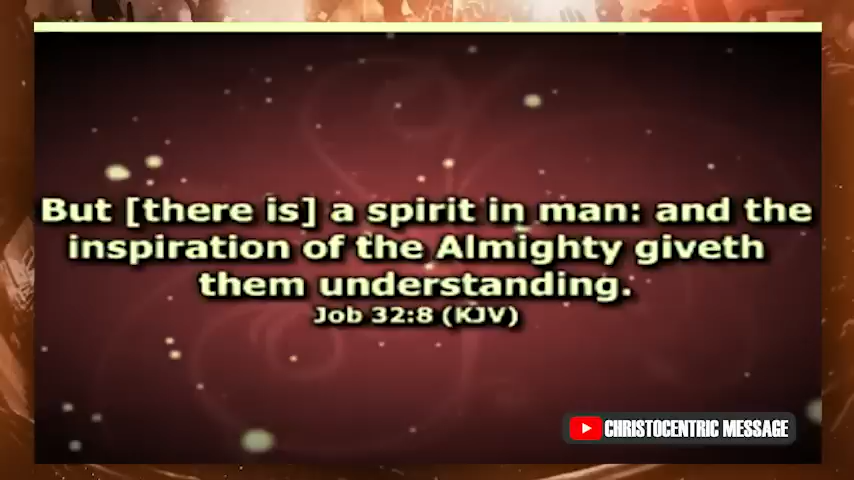 But [there is] a spirit in man: and the
inspiration of the Almighty giveth
them understanding.
Job 32:8 (KJV)
CHRISTOCENTRIC MESSAGE